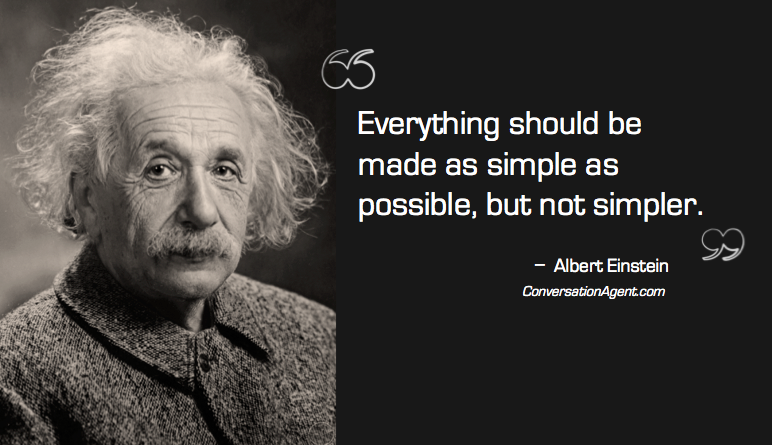 “
Everything should be
made as simple as
possible, but not simpler.
”
– Albert Einstein
ConversationAgent.com